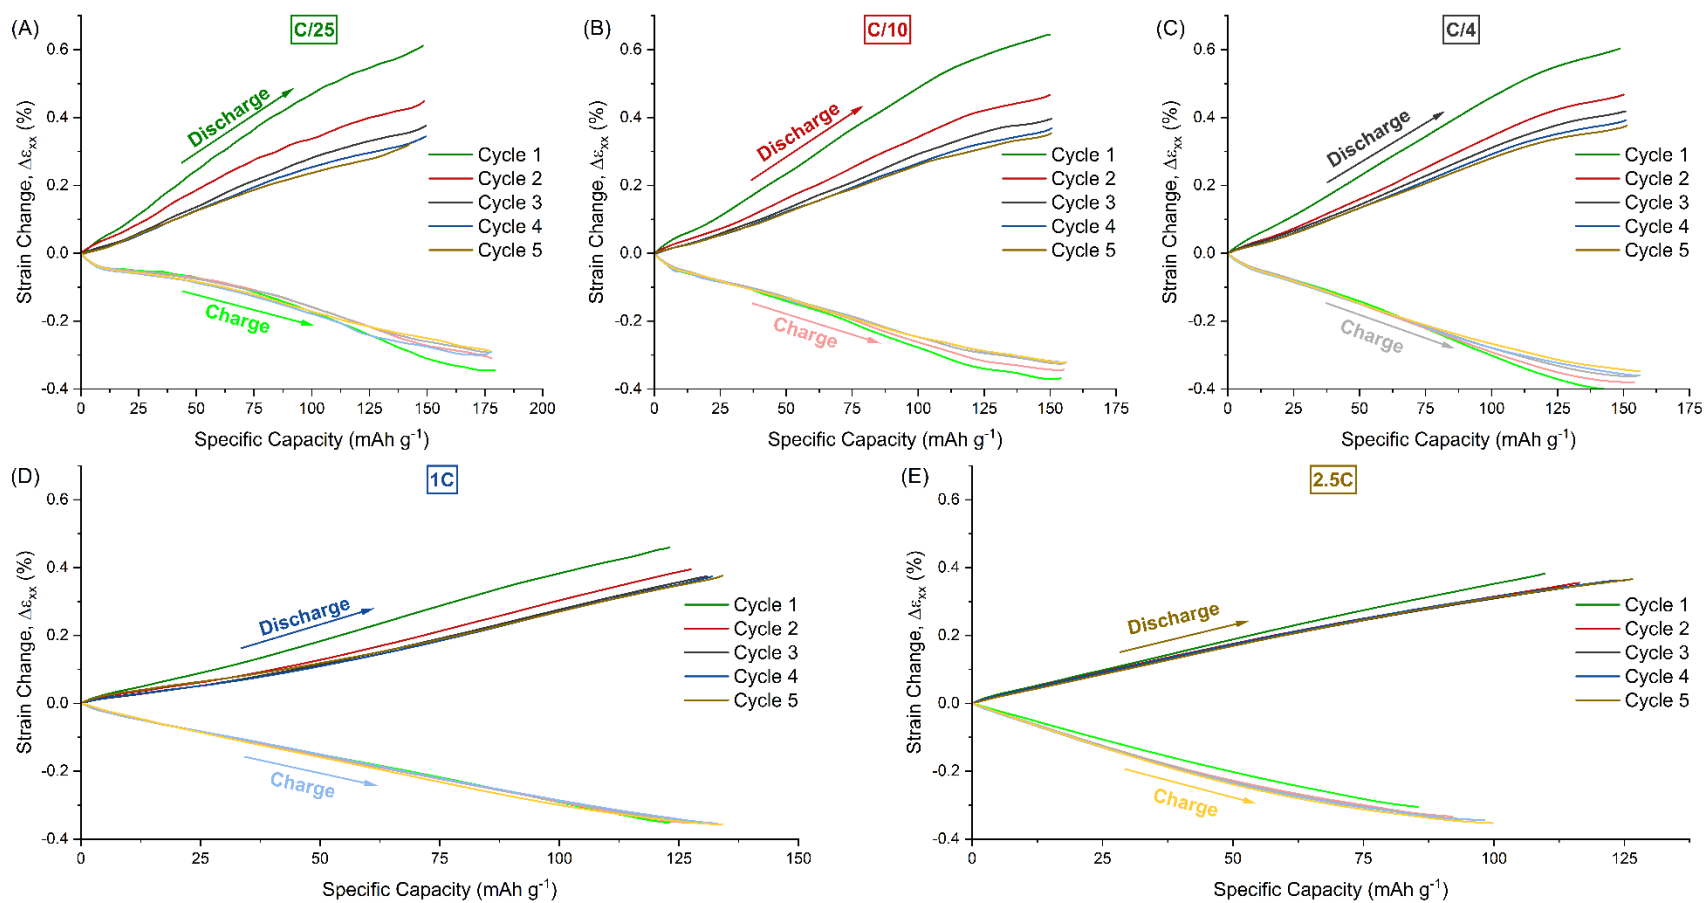 (A)
C/25
0.6
0.4
0.2
0.0
-0.2
-0.4
Strain Change, Δεxx (%)
Discharge
Charge
Cycle 1
Cycle 2
Cycle 3
Cycle 4
Cycle 5
0 25 50 75 100 125 150 175 200
Specific Capacity (mAh g⁻¹)
(B)
C/10
0.6
0.4
0.2
0.0
-0.2
-0.4
Strain Change, Δεxx (%)
Discharge
Charge
Cycle 1
Cycle 2
Cycle 3
Cycle 4
Cycle 5
0 25 50 75 100 125 150 175
Specific Capacity (mAh g⁻¹)
(C)
C/4
0.6
0.4
0.2
0.0
-0.2
-0.4
Strain Change, Δεxx (%)
Discharge
Charge
Cycle 1
Cycle 2
Cycle 3
Cycle 4
Cycle 5
0 25 50 75 100 125 150 175
Specific Capacity (mAh g⁻¹)
(D)
1C
0.6
0.4
0.2
0.0
-0.2
-0.4
Strain Change, Δεxx (%)
Discharge
Charge
Cycle 1
Cycle 2
Cycle 3
Cycle 4
Cycle 5
0 25 50 75 100 125 150
Specific Capacity (mAh g⁻¹)
(E)
2.5C
0.6
0.4
0.2
0.0
-0.2
-0.4
Strain Change, Δεxx (%)
Discharge
Charge
Cycle 1
Cycle 2
Cycle 3
Cycle 4
Cycle 5
0 25 50 75 100 125
Specific Capacity (mAh g⁻¹)